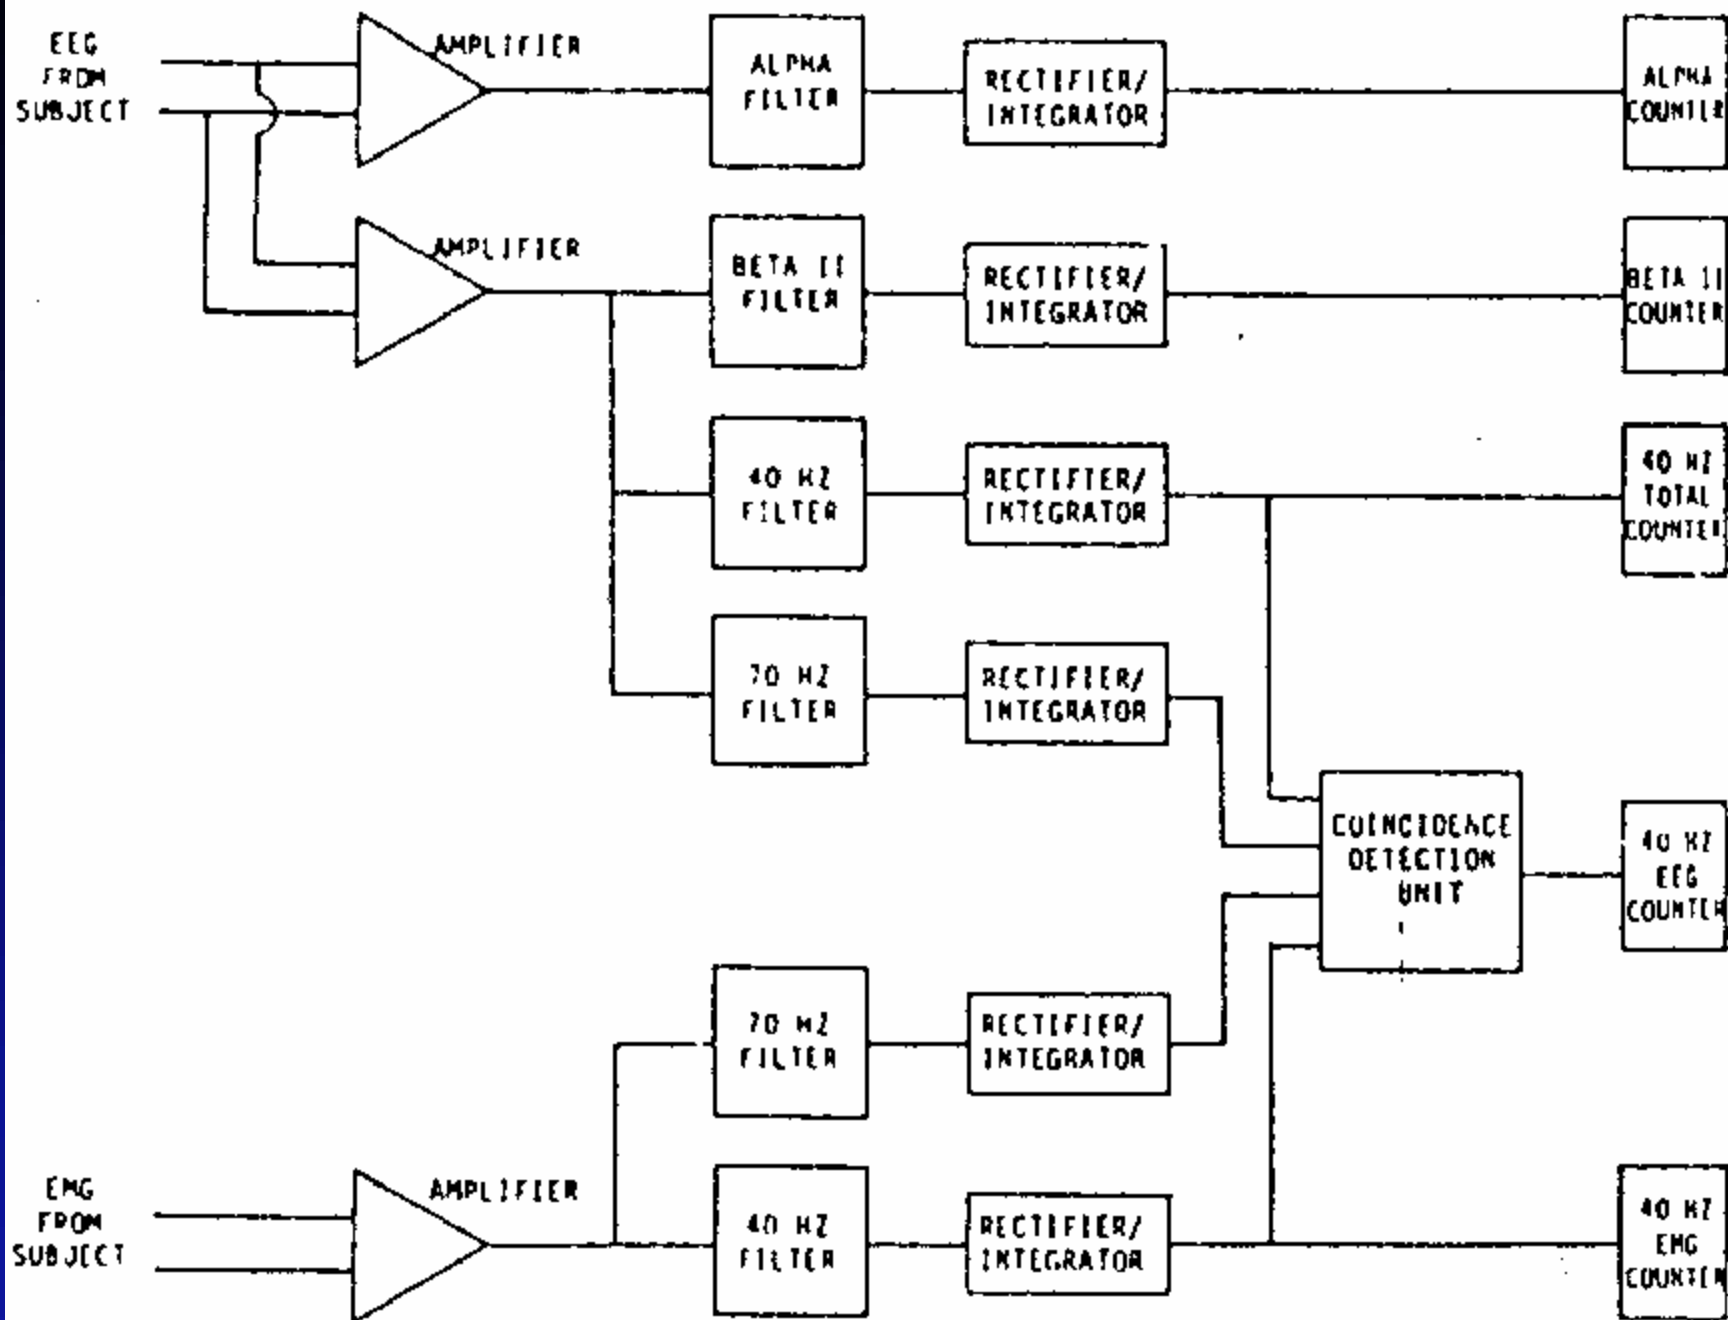 EEG
FROM
SUBJECT
AMPLIFIER
ALPHA
FILTER
RECTIFIER/
INTEGRATOR
ALPHA
COUNTER
AMPLIFIER
BETA II
FILTER
RECTIFIER/
INTEGRATOR
BETA II
COUNTER
40 HZ
FILTER
RECTIFIER/
INTEGRATOR
40 HZ
TOTAL
COUNTER
70 HZ
FILTER
RECTIFIER/
INTEGRATOR
COINCIDENCE
DETECTION
UNIT
40 HZ
EEG
COUNTER
70 HZ
FILTER
RECTIFIER/
INTEGRATOR
EMG
FROM
SUBJECT
AMPLIFIER
40 HZ
FILTER
RECTIFIER/
INTEGRATOR
40 HZ
EMG
COUNTER